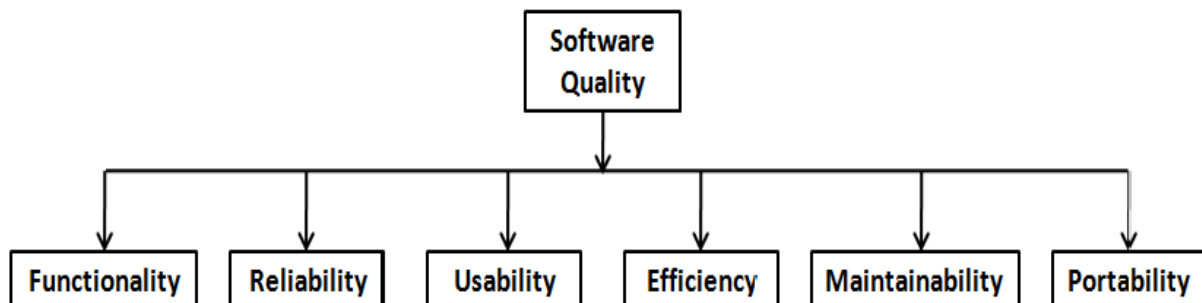 Software
Quality
Functionality
Reliability
Usability
Efficiency
Maintainability
Portability